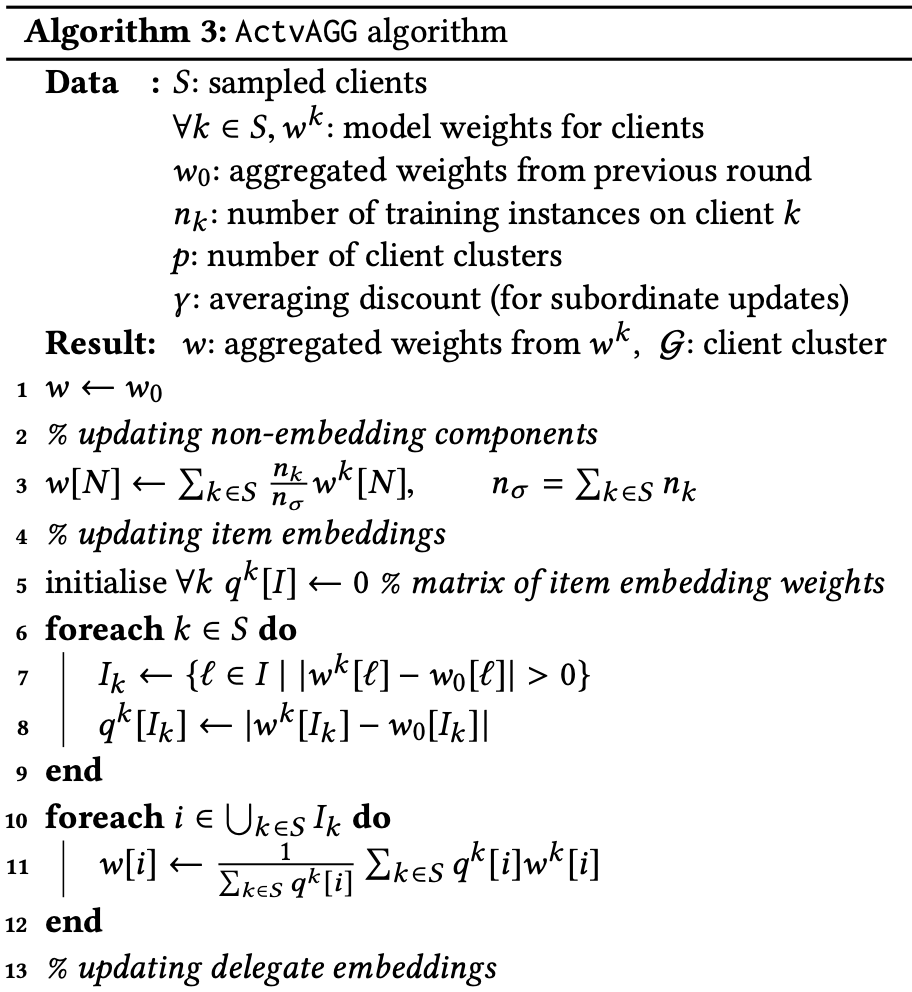 Algorithm 3: ActvAGG algorithm
Data : S: sampled clients
∀k ∈ S, w^k: model weights for clients
w_0: aggregated weights from previous round
n_k: number of training instances on client k
p: number of client clusters
γ: averaging discount (for subordinate updates)
Result: w: aggregated weights from w^k, 𝒢: client cluster
1 w ← w_0
2 % updating non-embedding components
3 w[N] ← ∑_{k∈S} \frac{n_k}{n_σ} w^k[N], n_σ = ∑_{k∈S} n_k
4 % updating item embeddings
5 initialise ∀k q^k[I] ← 0 % matrix of item embedding weights
6 foreach k ∈ S do
7 I_k ← {ℓ ∈ I | |w^k[ℓ] − w_0[ℓ]| > 0}
8 q^k[I_k] ← |w^k[I_k] − w_0[I_k]|
9 end
10 foreach i ∈ ⋃_{k∈S} I_k do
11 w[i] ← \frac{1}{∑_{k∈S} q^k[i]} ∑_{k∈S} q^k[i]w^k[i]
12 end
13 % updating delegate embeddings